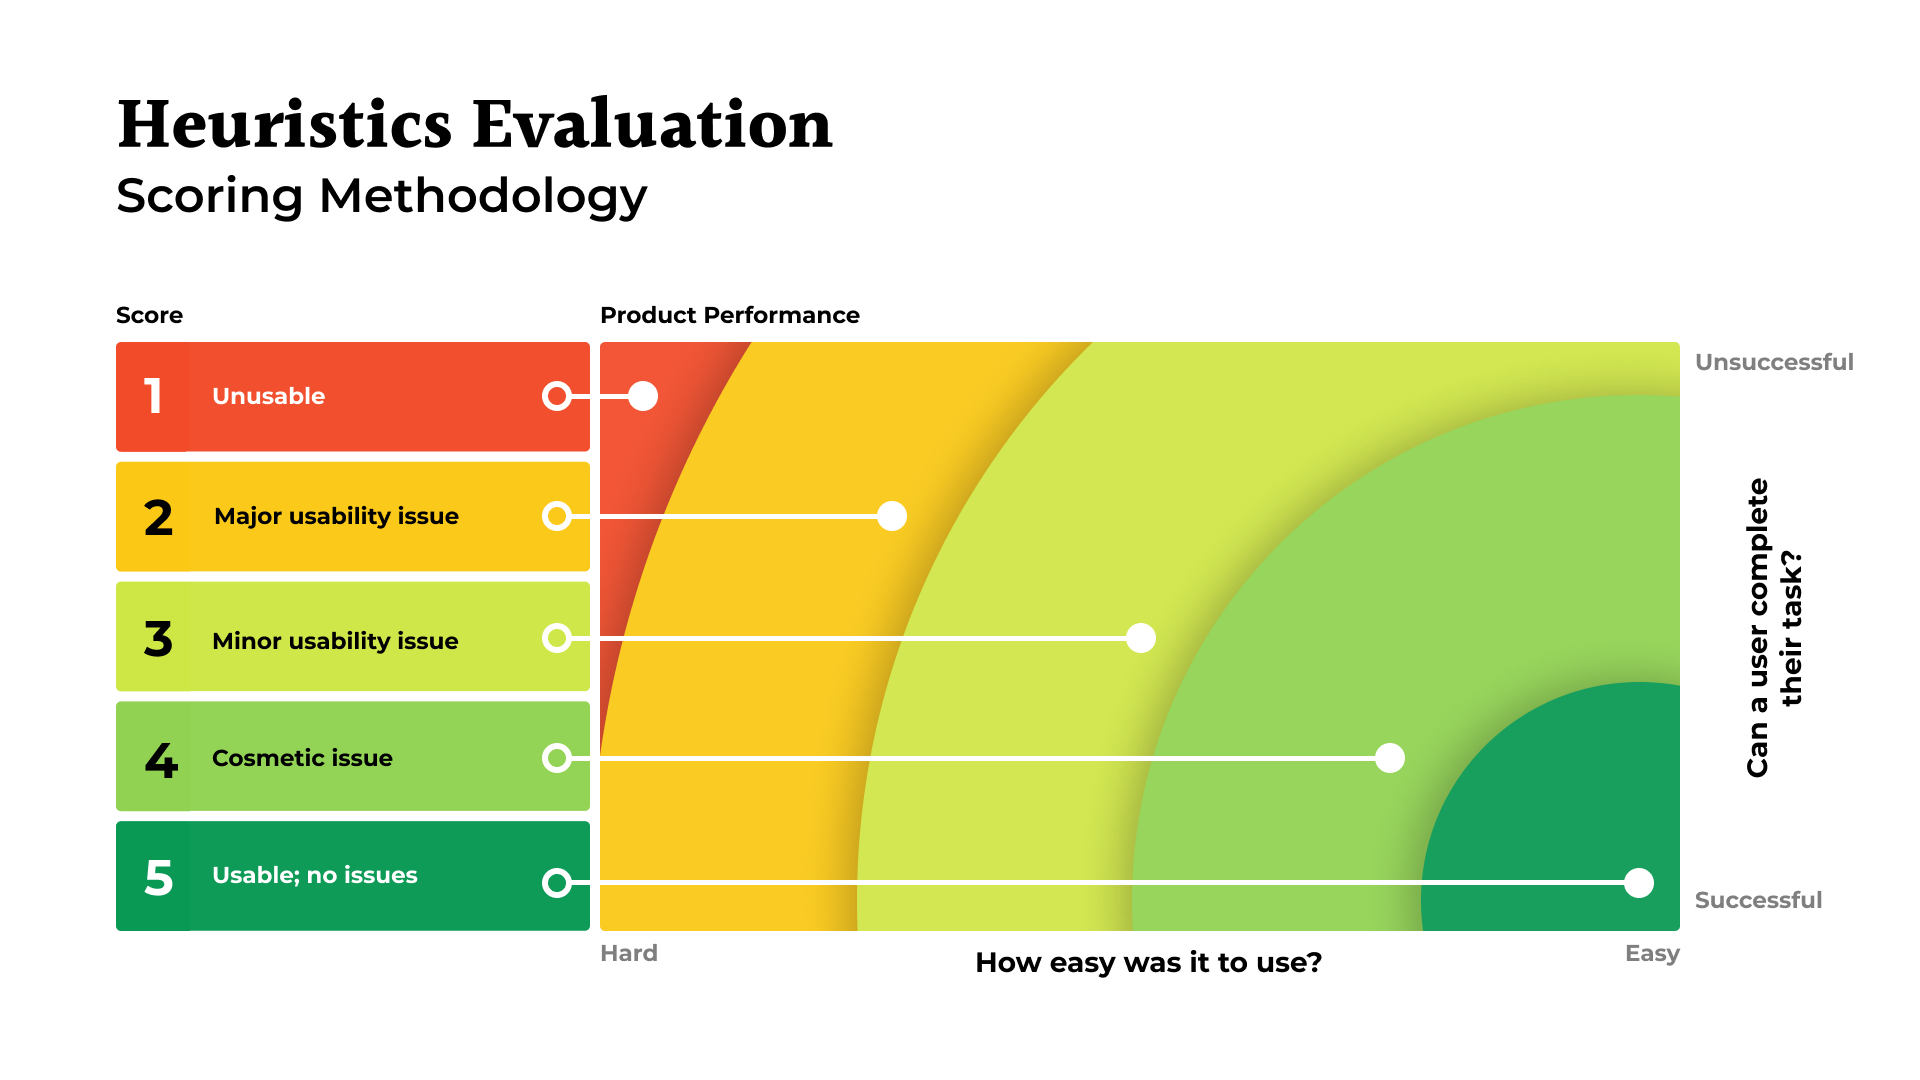 Heuristics Evaluation
Scoring Methodology
Score
Product Performance
1
Unusable
2
Major usability issue
3
Minor usability issue
4
Cosmetic issue
5
Usable; no issues
Unsuccessful
Can a user complete
their task?
Successful
Hard
How easy was it to use?
Easy